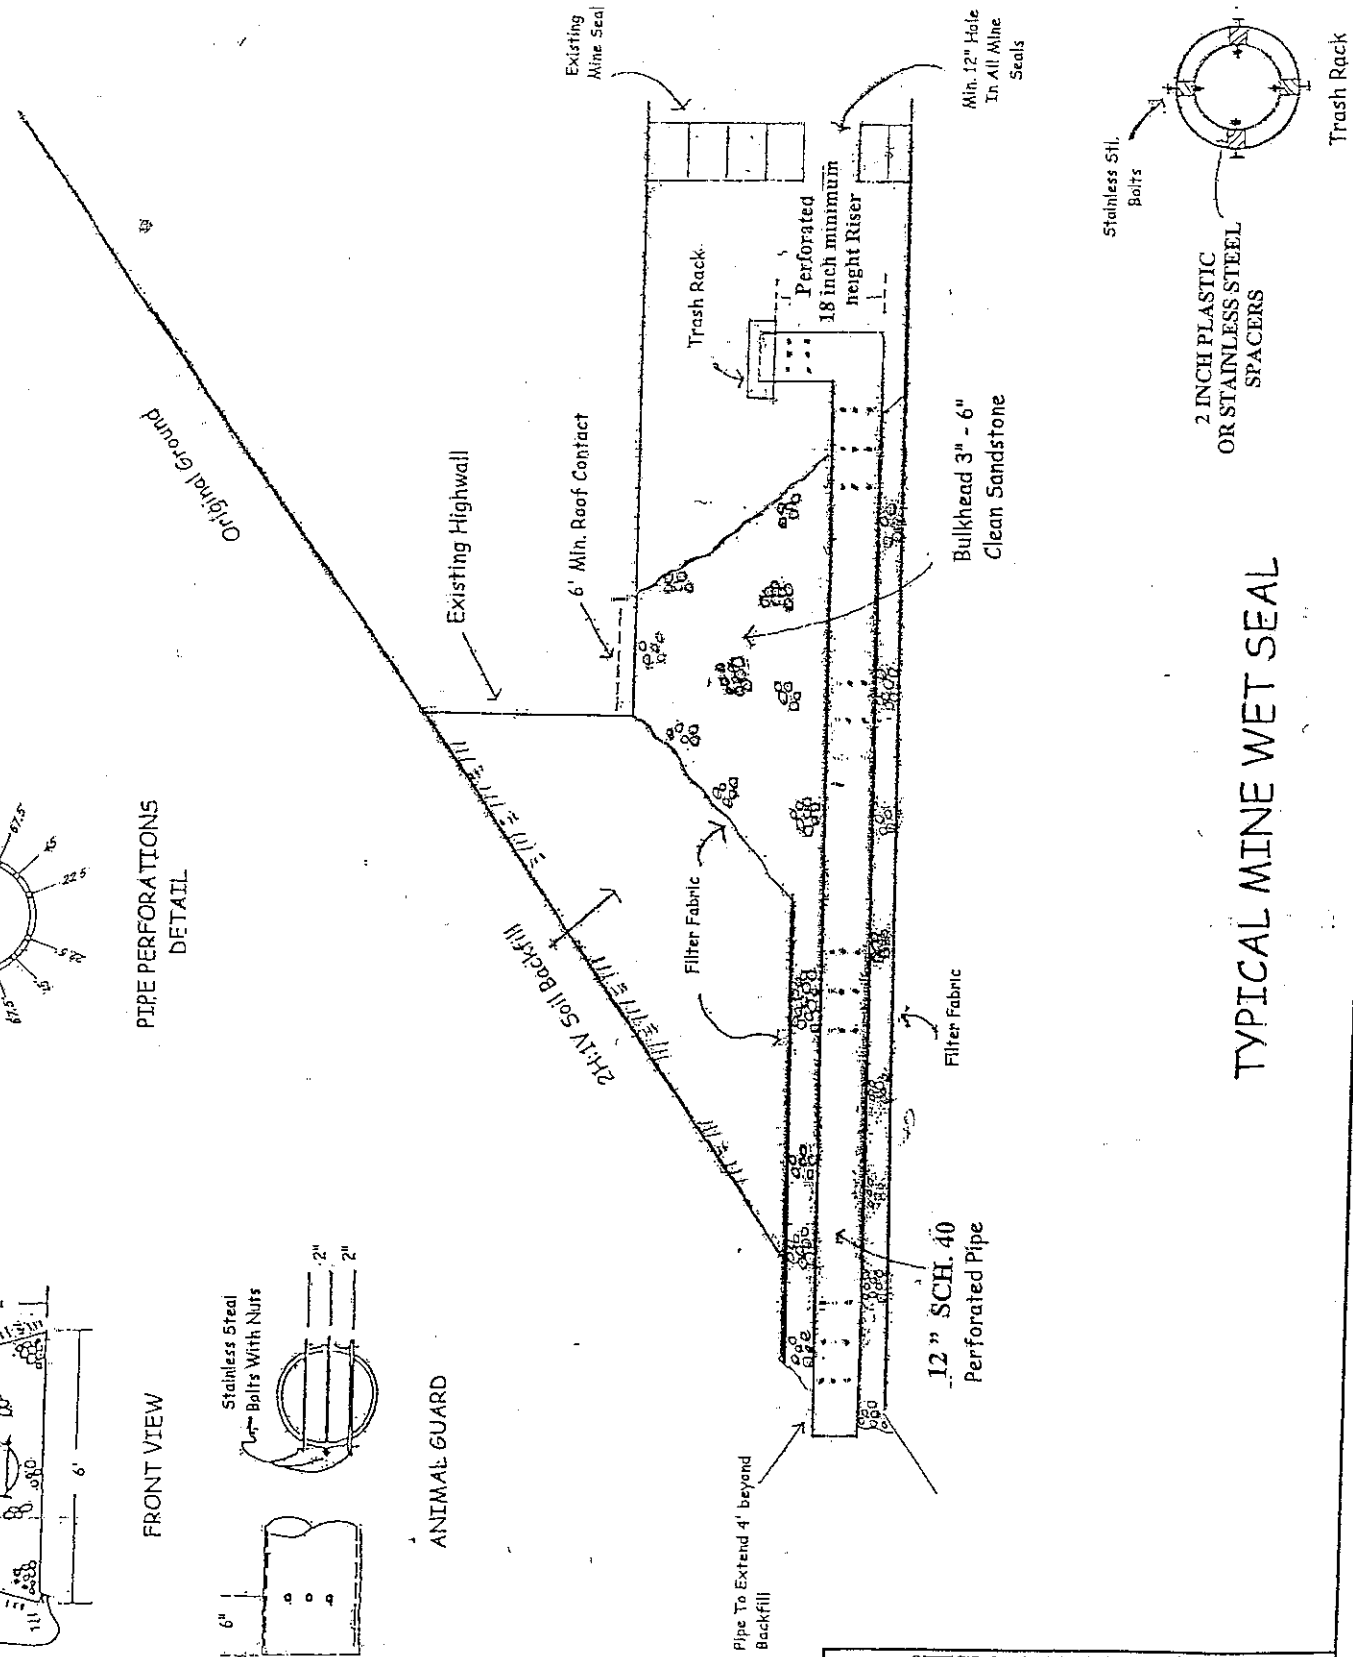 Existing
Mine Seal
Min. 12" Hole
In All Mine
Seals
Stainless Stl.
Bolts
Trash Rack
2 INCH PLASTIC
OR STAINLESS STEEL
SPACERS
Perforated
18 inch minimum
height Riser
Trash Rack
Original Ground
Existing Highwall
6' Min. Roof Contact
Bulkhead 3" - 6"
Clean Sandstone
67.5
45
22.5
22.5
45
67.5
PIPE PERFORATIONS
DETAIL
2H:1V Soil Backfill
Filter Fabric
Filter Fabric
12" SCH. 40
Perforated Pipe
Pipe To Extend 4' beyond
Backfill
6'
FRONT VIEW
Stainless Steal
Bolts With Nuts
2"
2"
6"
ANIMAL GUARD
TYPICAL MINE WET SEAL